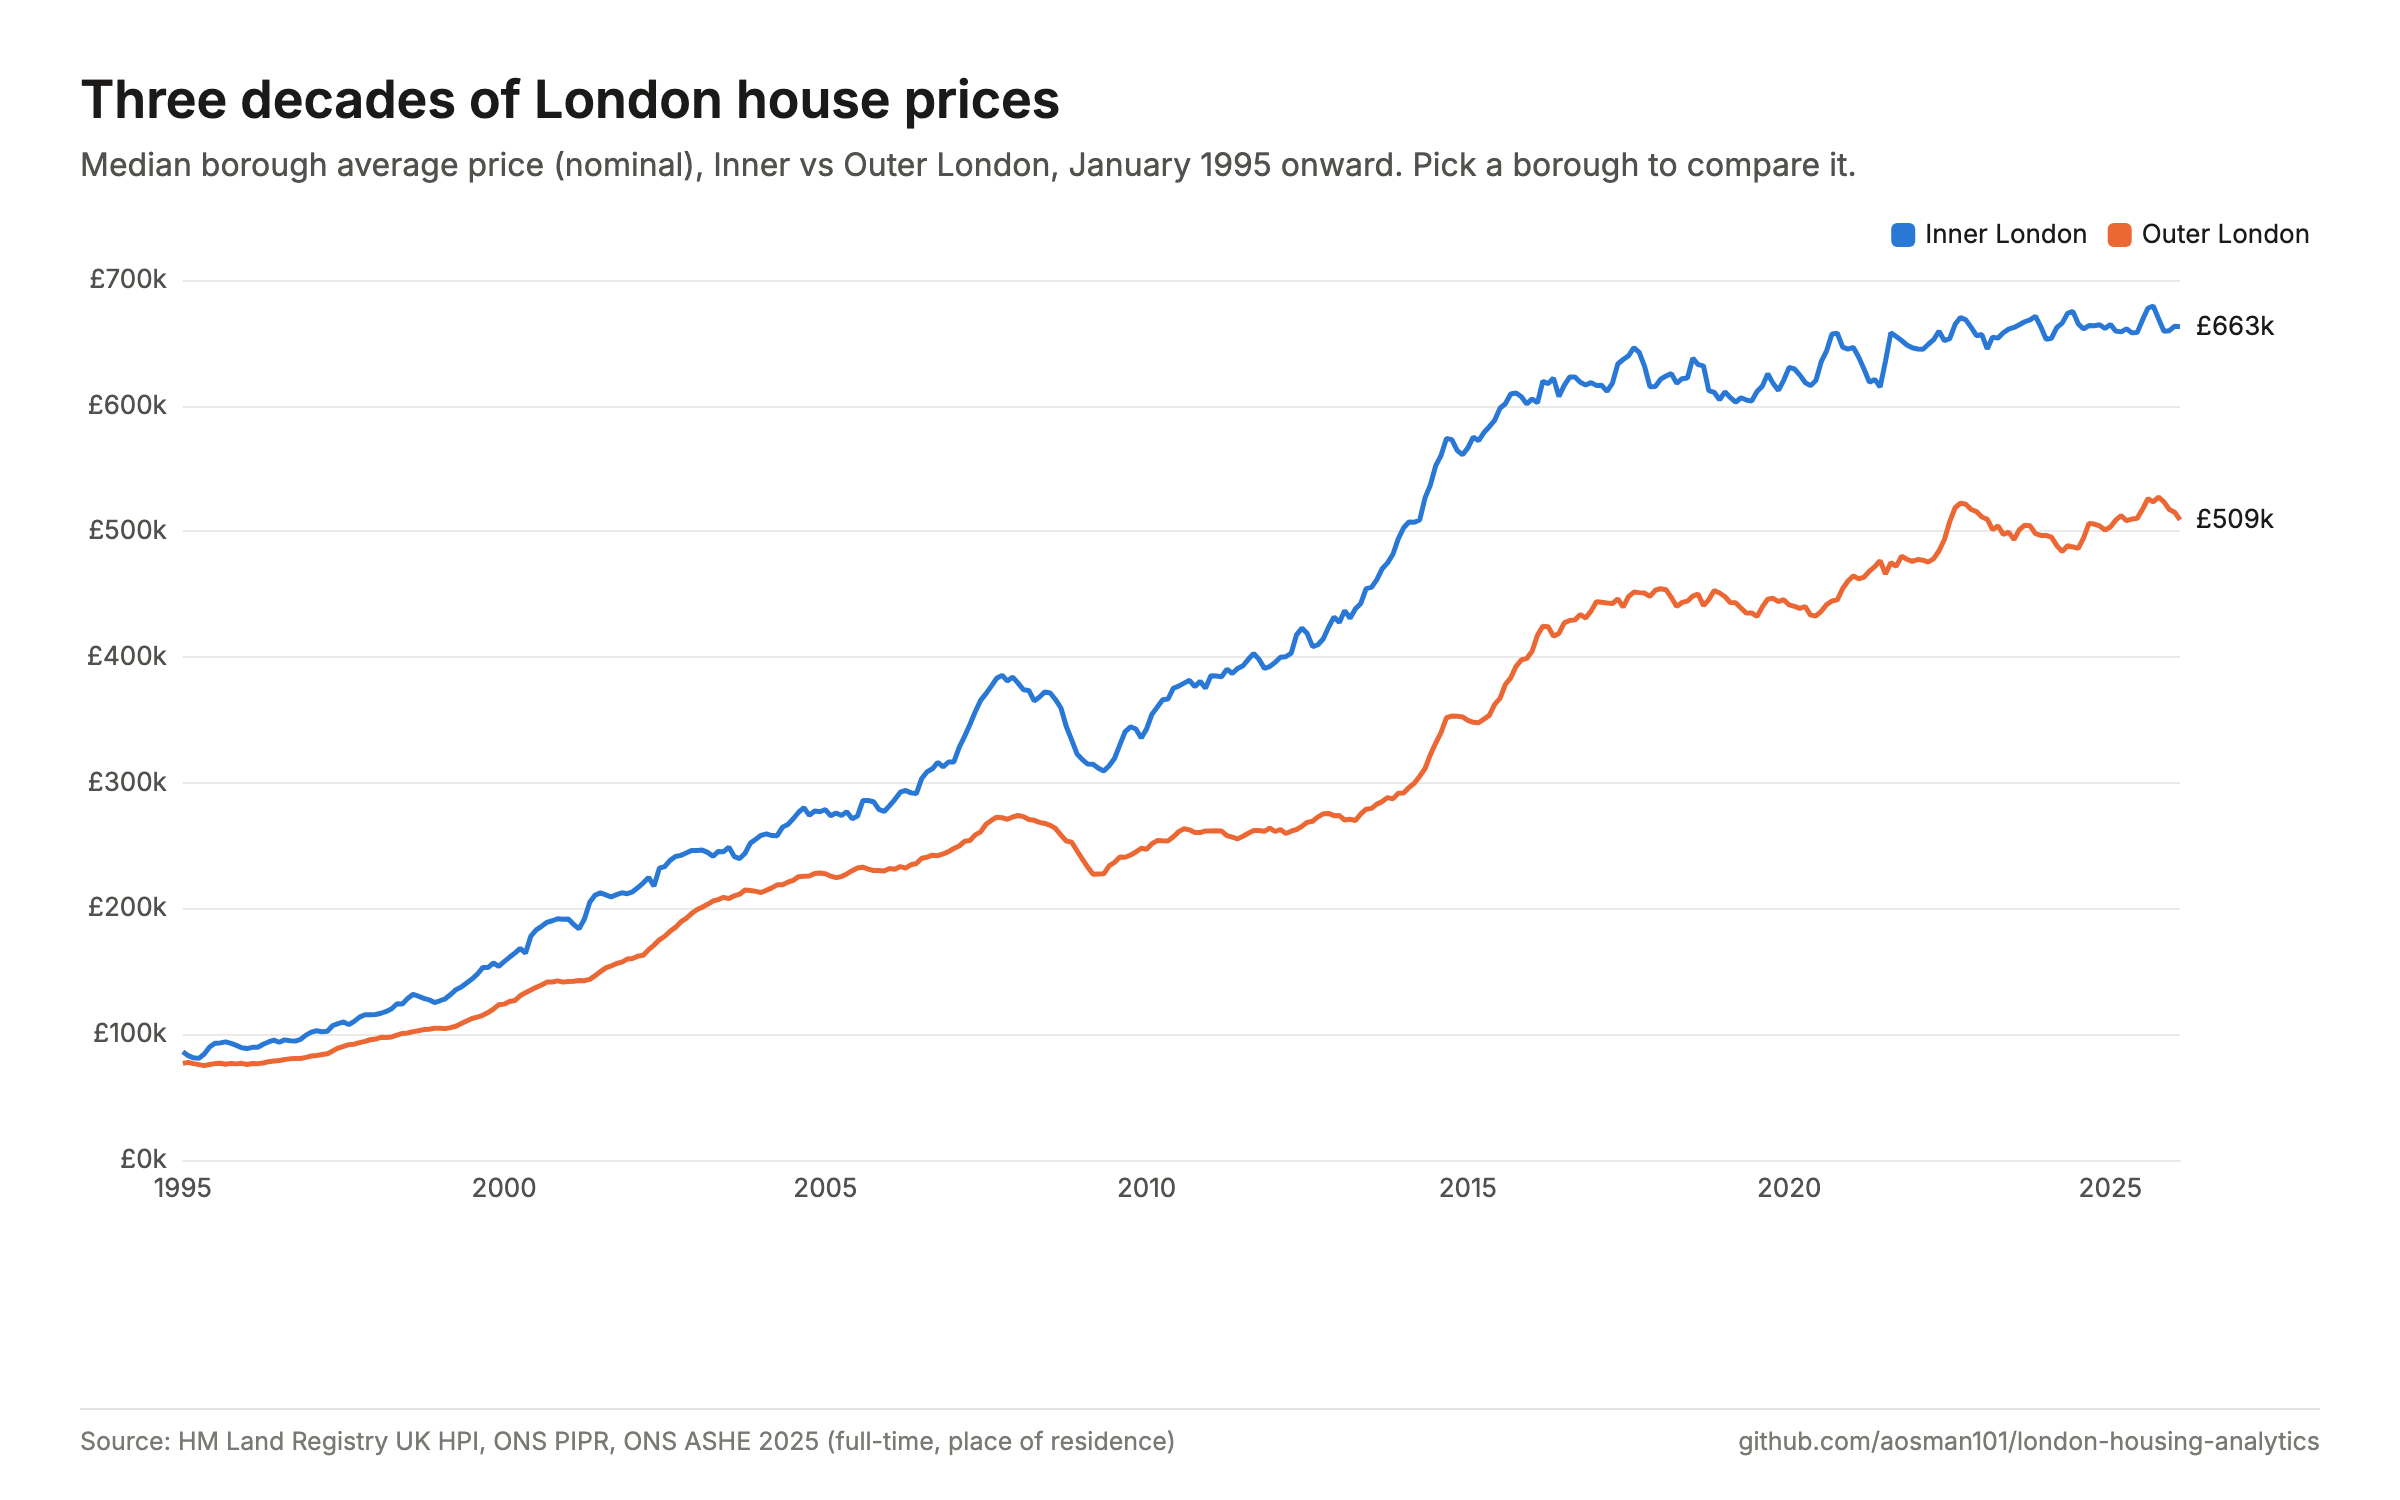 Three decades of London house prices
Median borough average price (nominal), Inner vs Outer London, January 1995 onward. Pick a borough to compare it.
Inner London
Outer London
£700k
£600k
£500k
£400k
£300k
£200k
£100k
£0k
£663k
£509k
1995
2000
2005
2010
2015
2020
2025
Source: HM Land Registry UK HPI, ONS PIPR, ONS ASHE 2025 (full-time, place of residence)
github.com/aosman101/london-housing-analytics